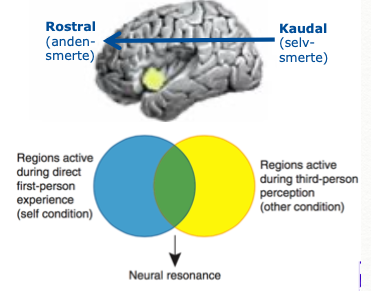 Rostral
(anden-
smerte)
Kaudal
(selv-
smerte)
Regions active
during direct
first-person
experience
(self condition)
Regions active
during third-person
perception
(other condition)
Neural resonance